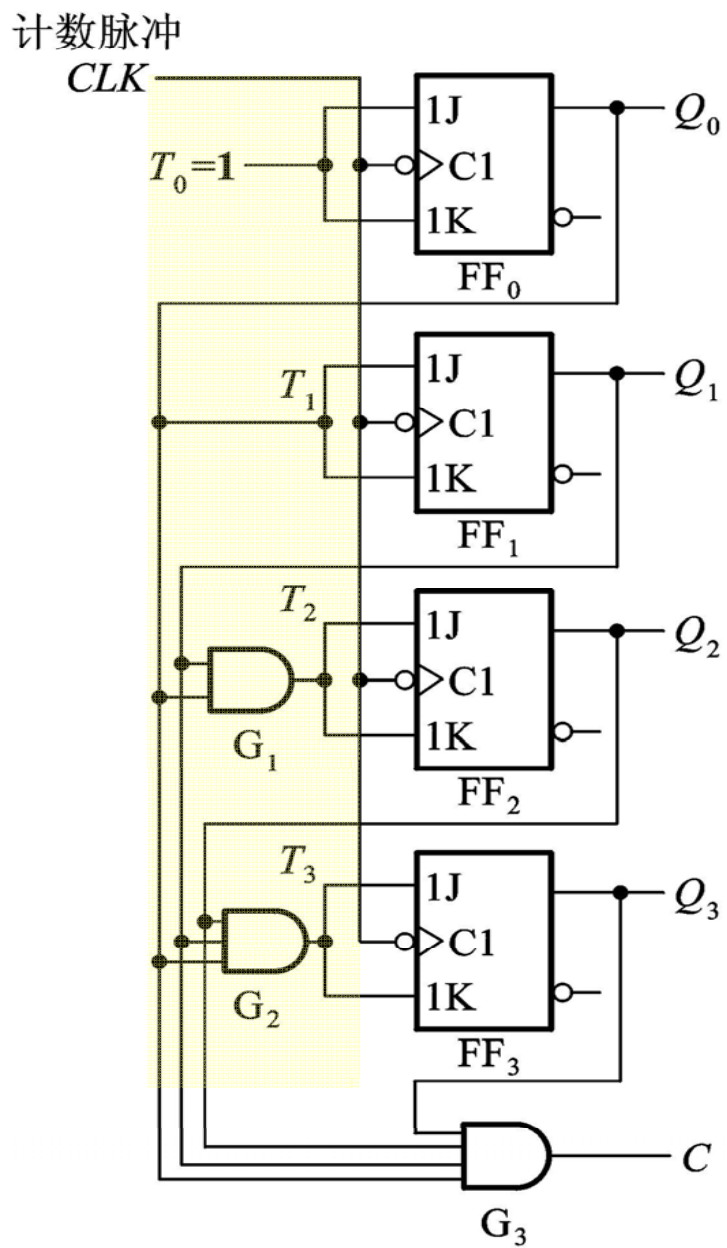 计数脉冲
CLK
1J
Q₀
T₀=1
C1
1K
FF₀
T₁
1J
Q₁
C1
1K
FF₁
T₂
1J
Q₂
C1
G₁
1K
FF₂
T₃
1J
Q₃
C1
G₂
1K
FF₃
C
G₃